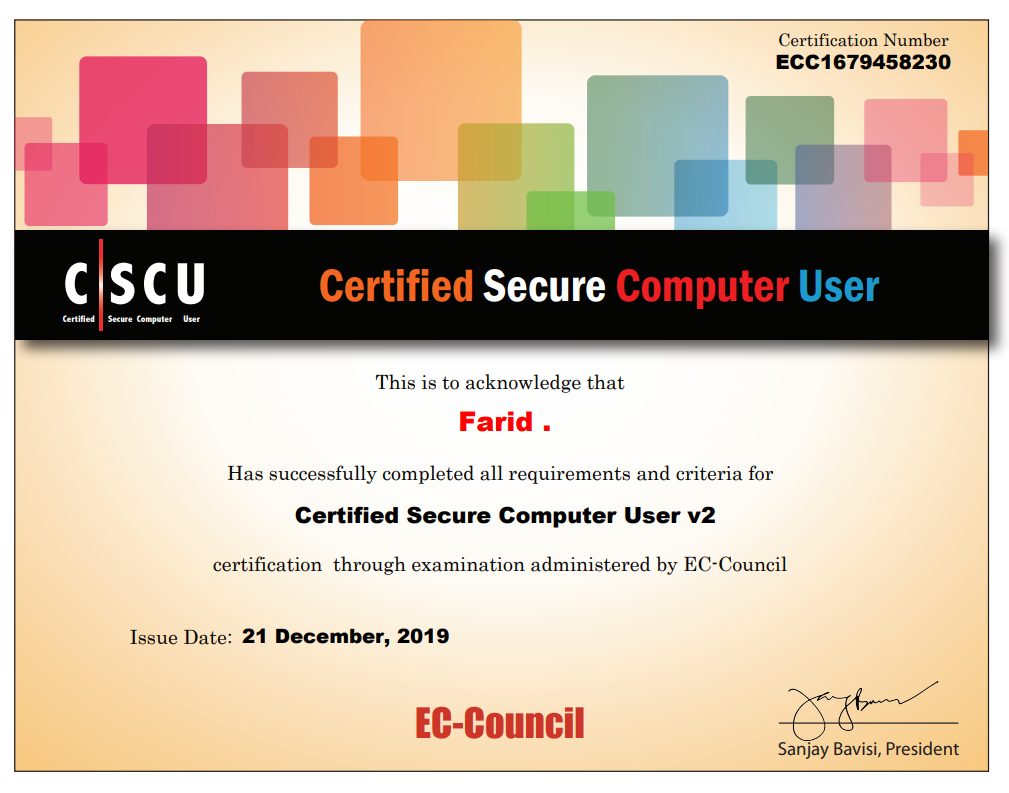 Certification Number
ECC1679458230
C SCU
Certified Secure Computer User
Certified Secure Computer User
This is to acknowledge that
Farid .
Has successfully completed all requirements and criteria for
Certified Secure Computer User v2
certification through examination administered by EC-Council
Issue Date: 21 December, 2019
EC-Council
Sanjay Bavisi, President